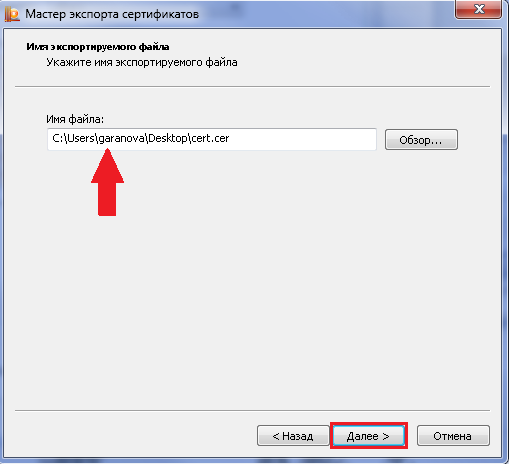 Мастер экспорта сертификатов
Имя экспортируемого файла
Укажите имя экспортируемого файла
Имя файла:
C:\Users\garanova\Desktop\cert.cer
Обзор...
< Назад
Далее >
Отмена